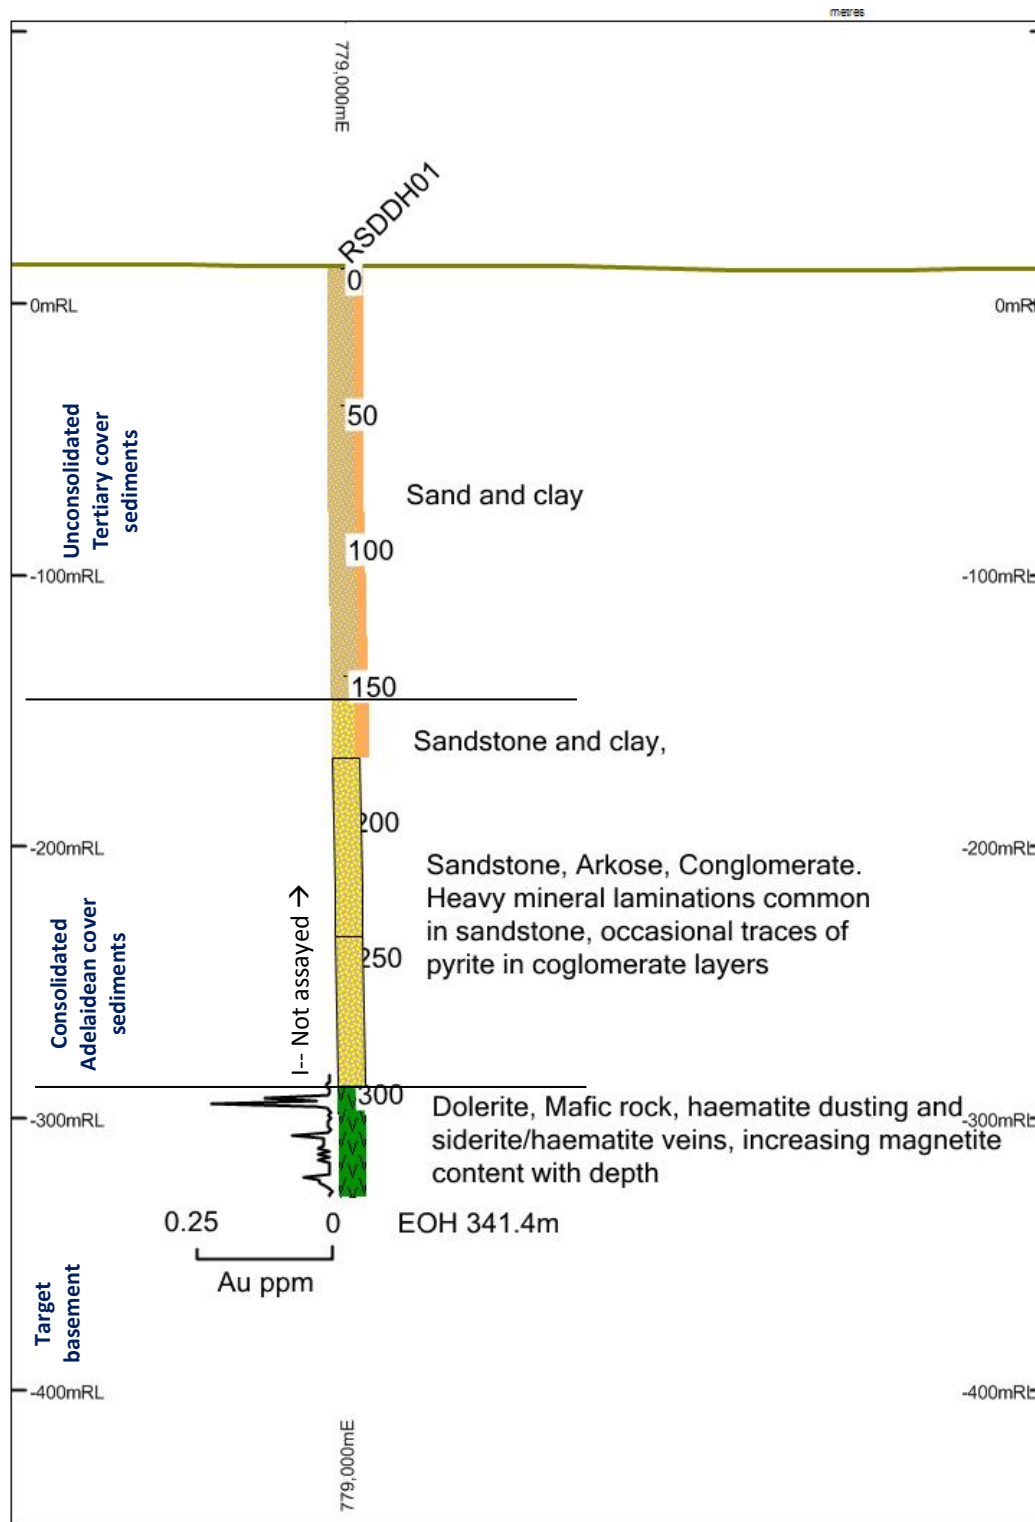 metres
779,000mE
RSDDH01
0
0mRL
0mRL
50
Unconsolidated
Tertiary cover
sediments
Sand and clay
100
-100mRL
-100mRL
150
Sandstone and clay,
200
-200mRL
-200mRL
Sandstone, Arkose, Conglomerate.
Heavy mineral laminations common
in sandstone, occasional traces of
pyrite in coglomerate layers
I-- Not assayed →
250
Consolidated
Adelaidean cover
sediments
300
-300mRL
-300mRL
Dolerite, Mafic rock, haematite dusting and
siderite/haematite veins, increasing magnetite
content with depth
0.25
0
EOH 341.4m
Au ppm
Target
basement
-400mRL
-400mRL
779,000mE